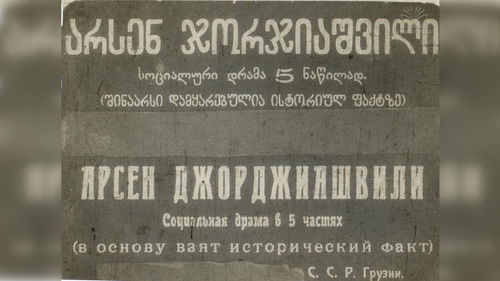 არსენ ჯორჯიაშვილი
სოციალური დრამა 5 ნაწილად.
(შინაარსი დამყარებულია ისტორიულ ფაქტზე)
АРСЕН ДЖОРДЖИАШВИЛИ
Социальная драма в 5 частях
(в основу взят исторический факт)
С. С. Р. Грузии.